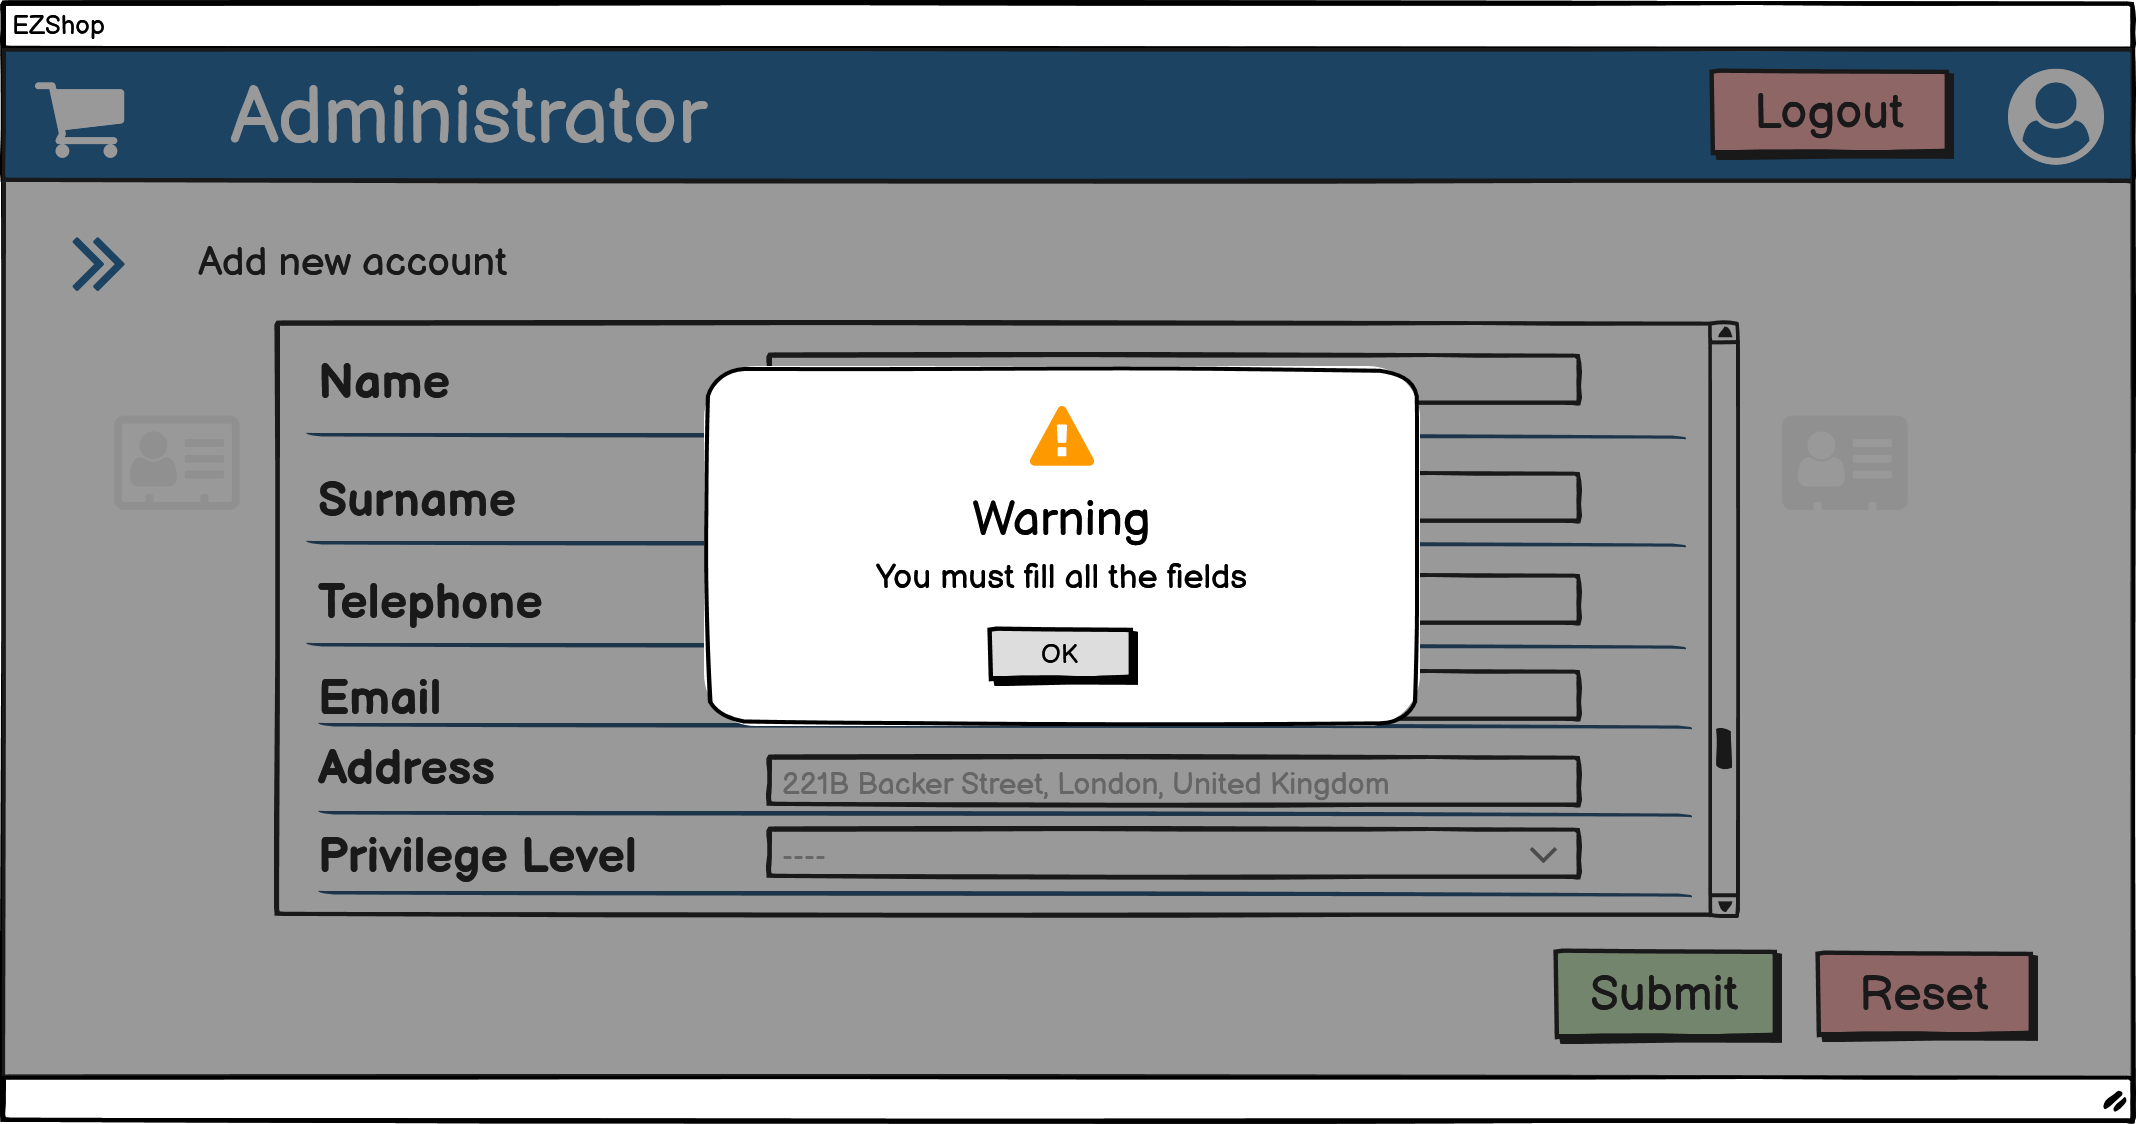 EZShop
Administrator
Logout
Add new account
Name
Surname
Telephone
Email
Address
221B Backer Street, London, United Kingdom
Privilege Level
----
Warning
You must fill all the fields
OK
Submit
Reset